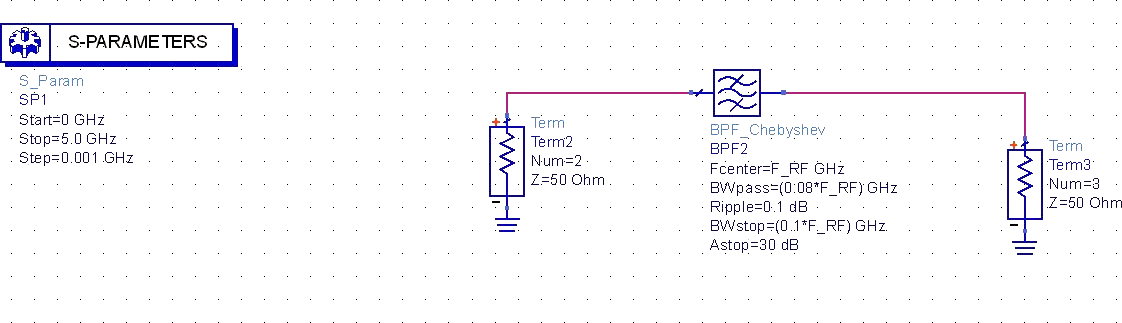 S-PARAMETERS
S_Param
SP1
Start=0 GHz
Stop=5.0 GHz
Step=0.001 GHz
+
Term
Term2
Num=2
Z=50 Ohm
-
BPF_Chebyshev
BPF2
Fcenter=F_RF GHz
BWpass=(0.08*F_RF) GHz
Ripple=0.1 dB
BWstop=(0.1*F_RF) GHz
Astop=30 dB
+
Term
Term3
Num=3
Z=50 Ohm
-